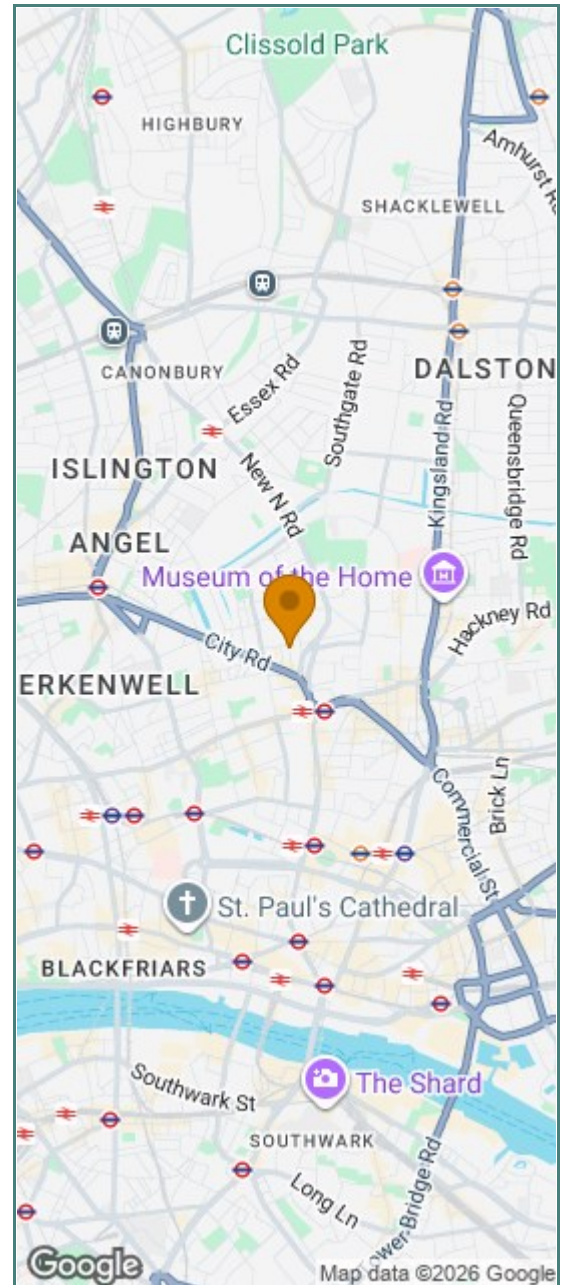 Clissold Park
HIGHBURY
Amhurst Rd
SHACKLEWELL
CANONBURY
Essex Rd
Southgate Rd
DALSTON
Queensbridge Rd
Kingsland Rd
ISLINGTON
New N Rd
ANGEL
Museum of the Home
Hackney Rd
City Rd
ERKENWELL
Commercial St
Brick Ln
St. Paul's Cathedral
BLACKFRIARS
Southwark St
The Shard
SOUTHWARK
Long Ln
ower Bridge Rd
Google
Map data ©2026 Google